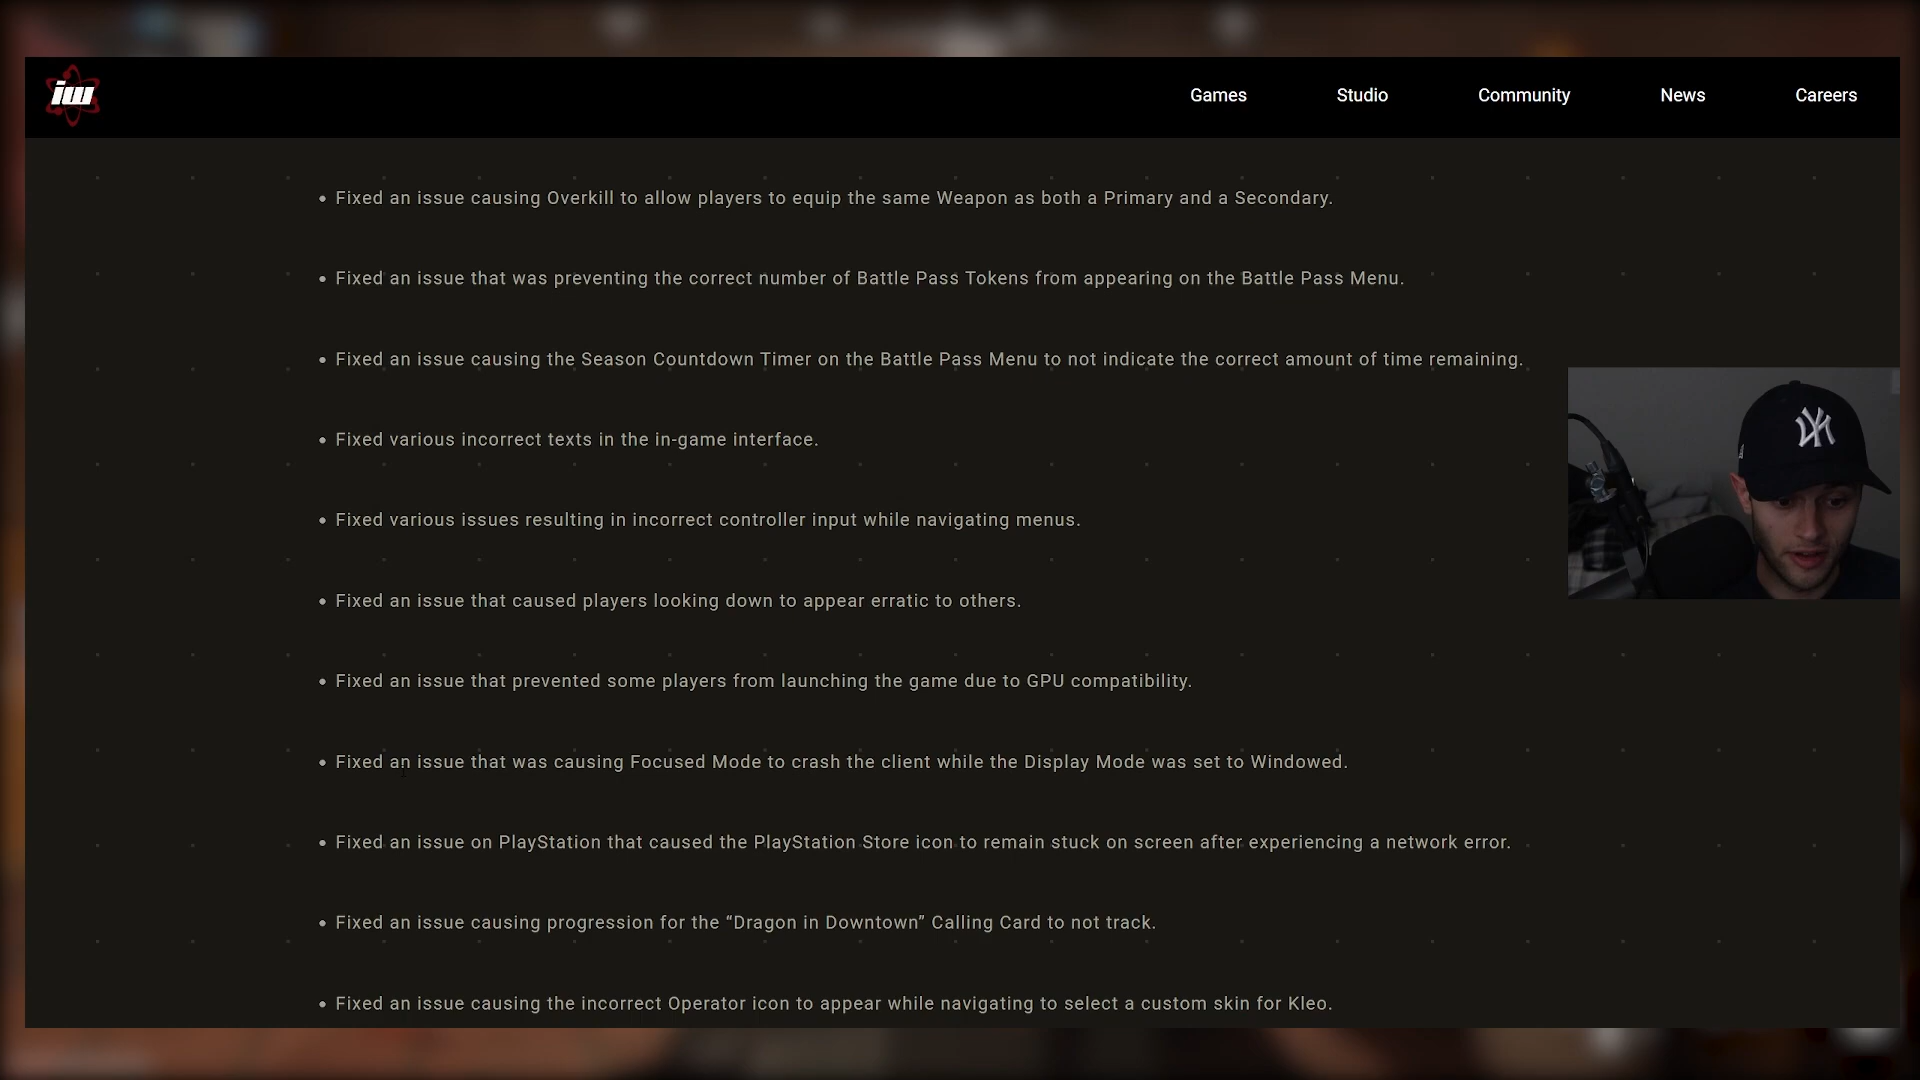 iw
Games Studio Community News Careers
• Fixed an issue causing Overkill to allow players to equip the same Weapon as both a Primary and a Secondary.
• Fixed an issue that was preventing the correct number of Battle Pass Tokens from appearing on the Battle Pass Menu.
• Fixed an issue causing the Season Countdown Timer on the Battle Pass Menu to not indicate the correct amount of time remaining.
• Fixed various incorrect texts in the in-game interface.
• Fixed various issues resulting in incorrect controller input while navigating menus.
• Fixed an issue that caused players looking down to appear erratic to others.
• Fixed an issue that prevented some players from launching the game due to GPU compatibility.
• Fixed an issue that was causing Focused Mode to crash the client while the Display Mode was set to Windowed.
• Fixed an issue on PlayStation that caused the PlayStation Store icon to remain stuck on screen after experiencing a network error.
• Fixed an issue causing progression for the “Dragon in Downtown” Calling Card to not track.
• Fixed an issue causing the incorrect Operator icon to appear while navigating to select a custom skin for Kleo.
NY